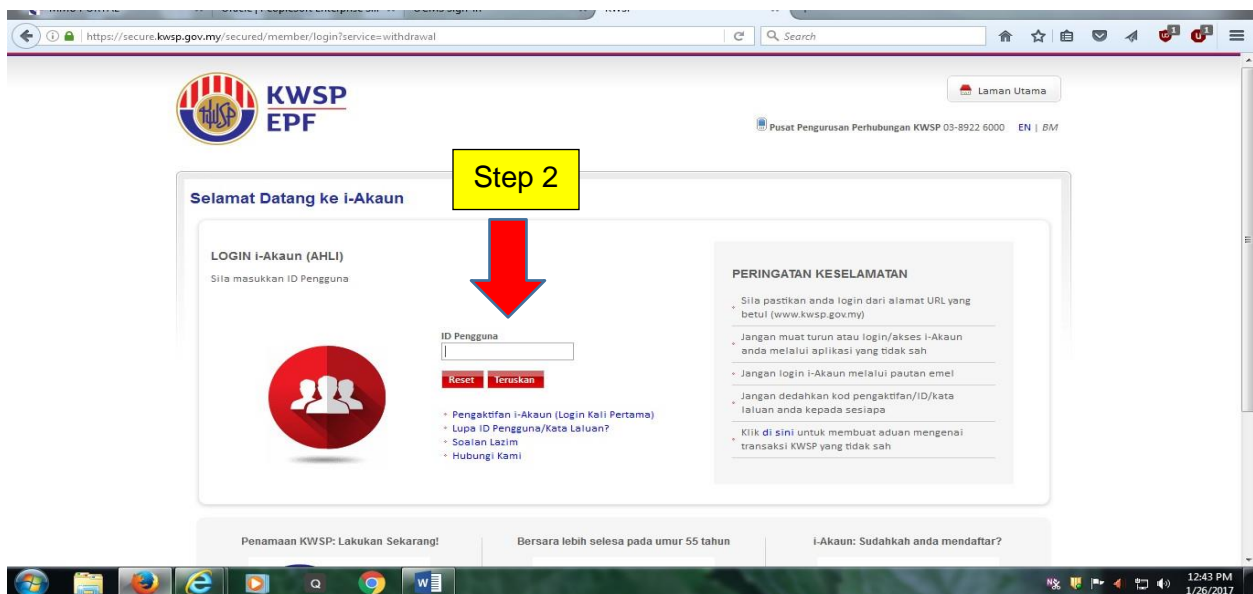 https://secure.kwsp.gov.my/secured/member/login?service=withdrawal
Search
KWSP
EPF
Laman Utama
Pusat Pengurusan Perhubungan KWSP 03-8922 6000 EN | BM
Step 2
Selamat Datang ke i-Akaun
LOGIN i-Akaun (AHLI)
Sila masukkan ID Pengguna
ID Pengguna
Reset Teruskan
Pengaktifan i-Akaun (Login Kali Pertama)
Lupa ID Pengguna/Kata Laluan?
Soalan Lazim
Hubungi Kami
PERINGATAN KESELAMATAN
Sila pastikan anda login dari alamat URL yang
betul (www.kwsp.gov.my)
Jangan muat turun atau login/akses i-Akaun
anda melalui aplikasi yang tidak sah
Jangan login i-Akaun melalui pautan emel
Jangan dedahkan kod pengaktifan/ID/kata
laluan anda kepada sesiapa
Klik di sini untuk membuat aduan mengenai
transaksi KWSP yang tidak sah
Penamaan KWSP: Lakukan Sekarang!
Bersara lebih selesa pada umur 55 tahun
i-Akaun: Sudahkah anda mendaftar?
12:43 PM
1/26/2017